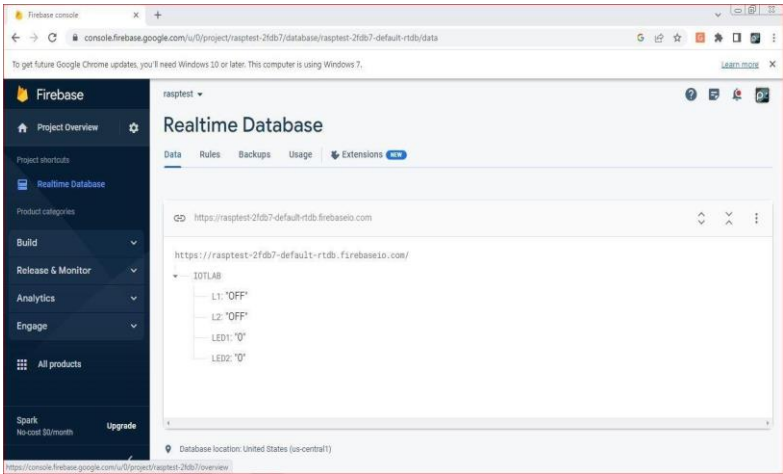 Firebase console
console.firebase.google.com/u/0/project/rasptest-2fdb7/database/rasptest-2fdb7-default-rtdb/data
To get future Google Chrome updates, you'll need Windows 10 or later. This computer is using Windows 7.
Learn more
Firebase
rasptest
Project Overview
Realtime Database
Data Rules Backups Usage Extensions NEW
Project shortcuts
Realtime Database
Product categories
https://rasptest-2fdb7-default-rtdb.firebaseio.com
Build
https://rasptest-2fdb7-default-rtdb.firebaseio.com/
Release & Monitor
IOTLAB
L1: "OFF"
Analytics
L2: "OFF"
Engage
LED1: "0"
LED2: "0"
All products
Spark
No-cost $0/month
Upgrade
Database location: United States (us-central1)
https://console.firebase.google.com/u/0/project/rasptest-2fdb7/overview